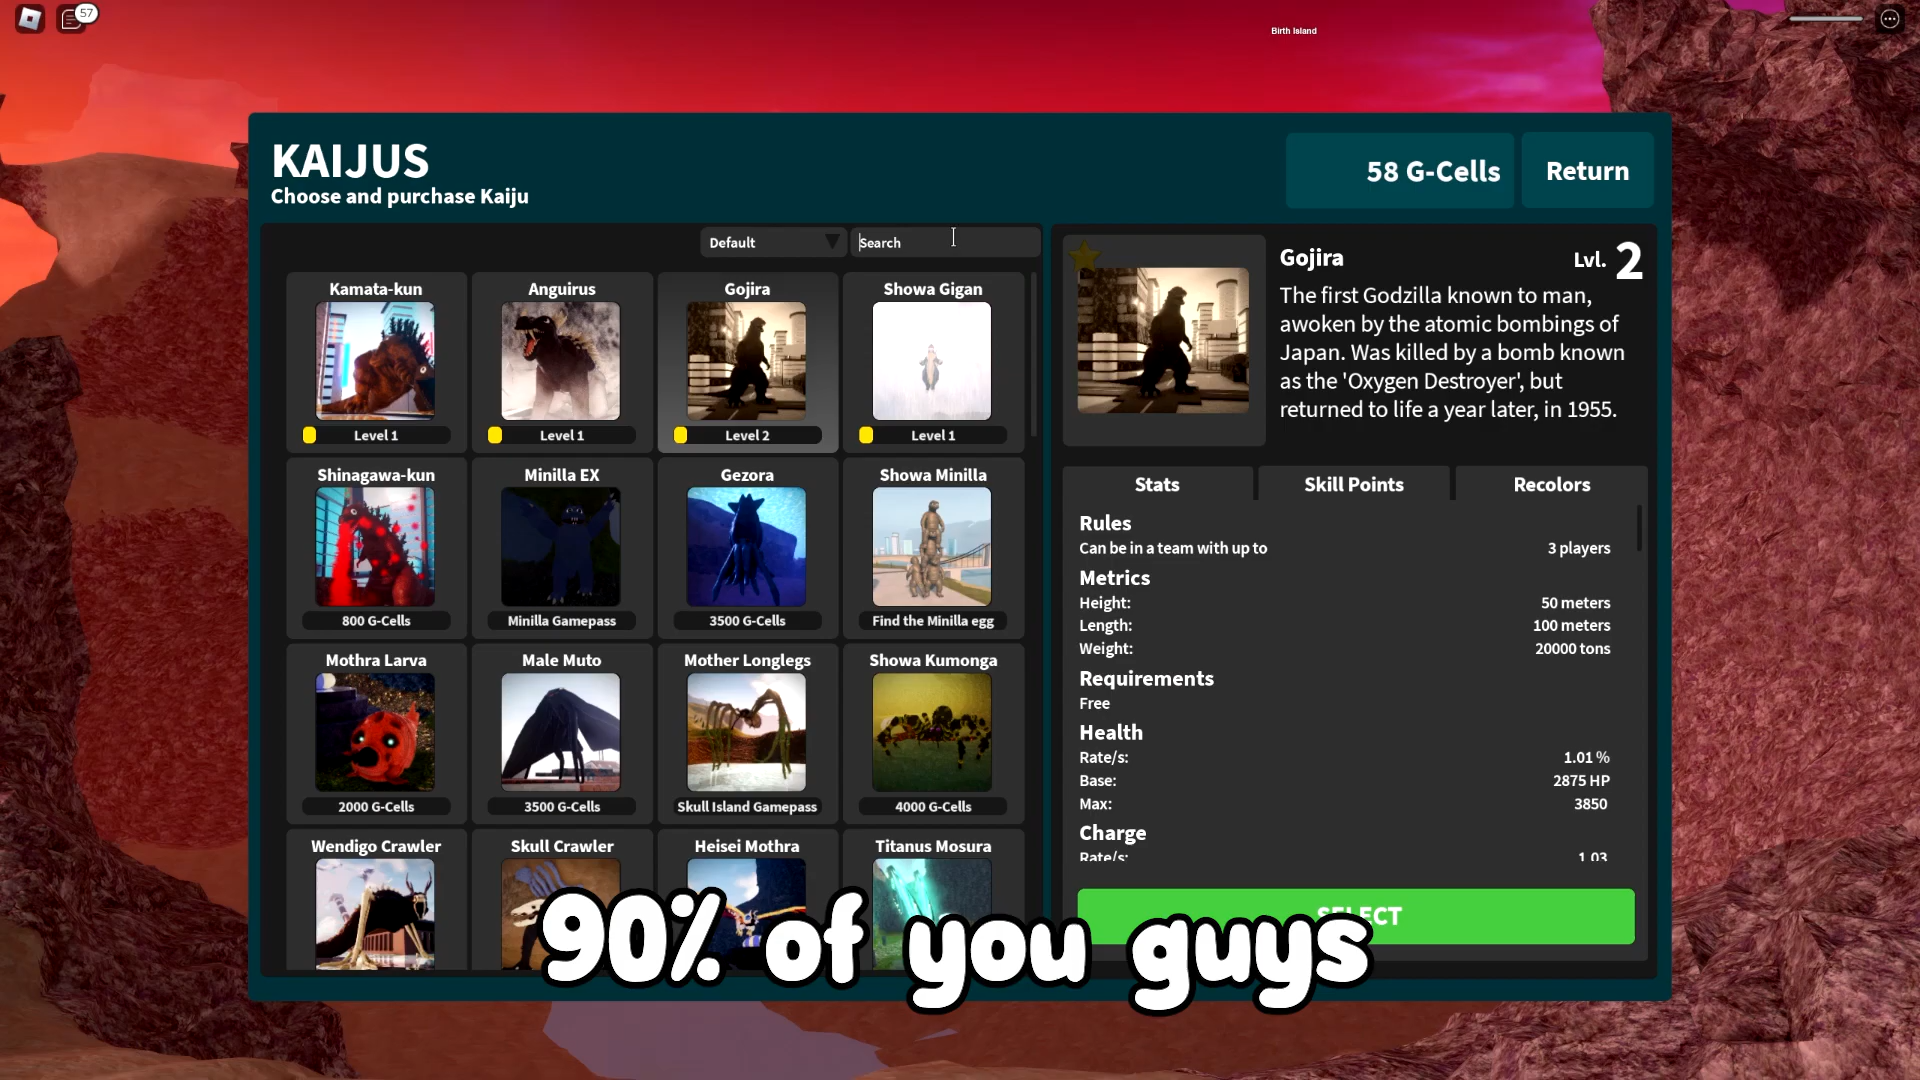 57
Birth Island
KAIJUS
Choose and purchase Kaiju
58 G-Cells
Return
Default
Search
Kamata-kun
Level 1
Anguirus
Level 1
Gojira
Level 2
Showa Gigan
Level 1
Shinagawa-kun
800 G-Cells
Minilla EX
Minilla Gamepass
Gezora
3500 G-Cells
Showa Minilla
Find the Minilla egg
Mothra Larva
2000 G-Cells
Male Muto
3500 G-Cells
Mother Longlegs
Skull Island Gamepass
Showa Kumonga
4000 G-Cells
Wendigo Crawler
Skull Crawler
Heisei Mothra
Titanus Mosura
Gojira
Lvl. 2
The first Godzilla known to man,
awoken by the atomic bombings of
Japan. Was killed by a bomb known
as the 'Oxygen Destroyer', but
returned to life a year later, in 1955.
Stats
Skill Points
Recolors
Rules
Can be in a team with up to 3 players
Metrics
Height: 50 meters
Length: 100 meters
Weight: 20000 tons
Requirements
Free
Health
Rate/s: 1.01 %
Base: 2875 HP
Max: 3850
Charge
Rate/s: 1.03
SELECT
90% of you guys